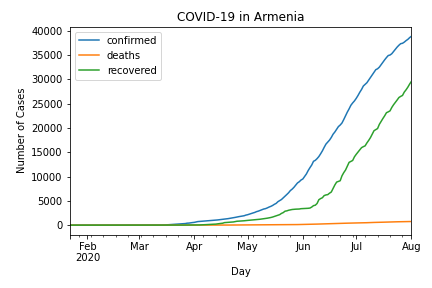 COVID-19 in Armenia
confirmed
deaths
recovered
Number of Cases
40000
35000
30000
25000
20000
15000
10000
5000
0
Feb Mar Apr May Jun Jul Aug
2020
Day